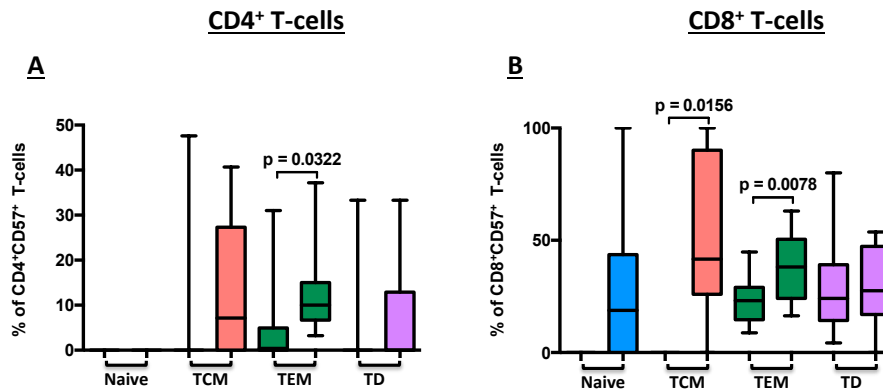 CD4⁺ T-cells
CD8⁺ T-cells
A
% of CD4⁺CD57⁺ T-cells
50
40
30
20
10
0
p = 0.0322
Naive
TCM
TEM
TD
B
% of CD8⁺CD57⁺ T-cells
100
50
0
p = 0.0156
p = 0.0078
Naive
TCM
TEM
TD